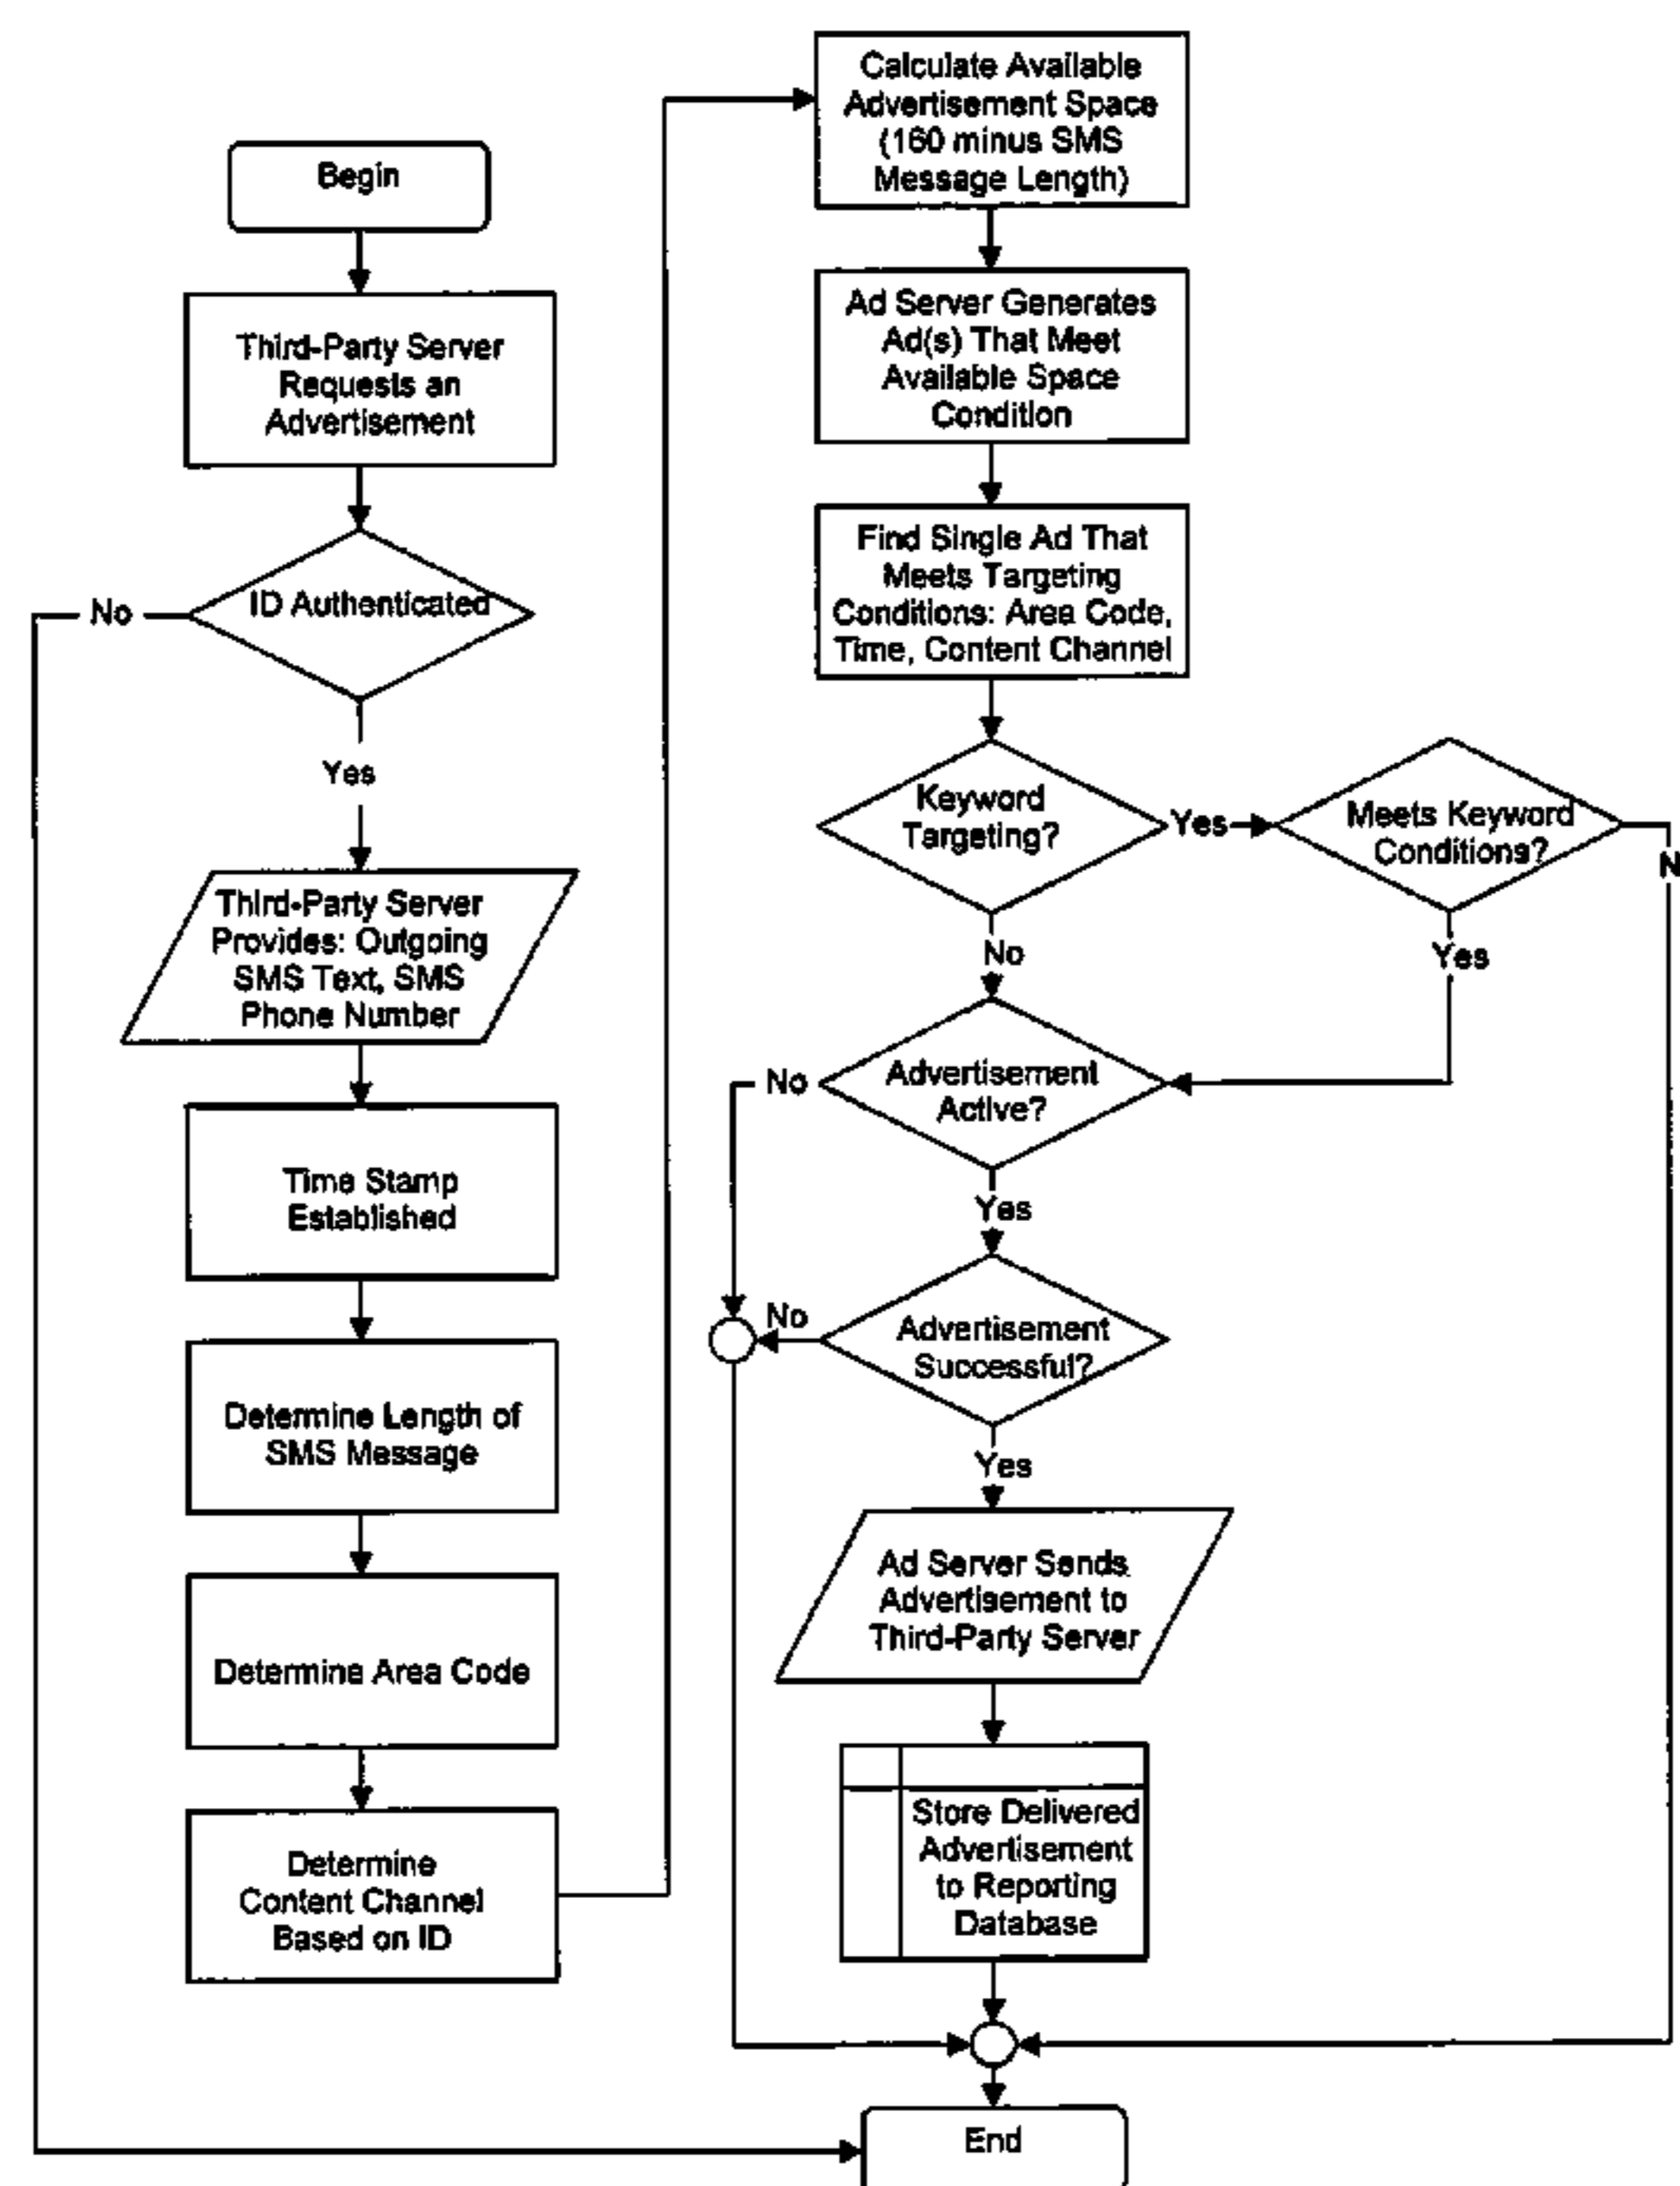 Begin
Third-Party Server
Requests an
Advertisement
ID Authenticated
No
Yes
Third-Party Server
Provides: Outgoing
SMS Text, SMS
Phone Number
Time Stamp
Established
Determine Length of
SMS Message
Determine Area Code
Determine
Content Channel
Based on ID
Calculate Available
Advertisement Space
(160 minus SMS
Message Length)
Ad Server Generates
Ad(s) That Meet
Available Space
Condition
Find Single Ad That
Meets Targeting
Conditions: Area Code,
Time, Content Channel
Keyword
Targeting?
Yes
Meets Keyword
Conditions?
N
No
Yes
Advertisement
Active?
No
Yes
Advertisement
Successful?
No
Yes
Ad Server Sends
Advertisement to
Third-Party Server
Store Delivered
Advertisement
to Reporting
Database
End